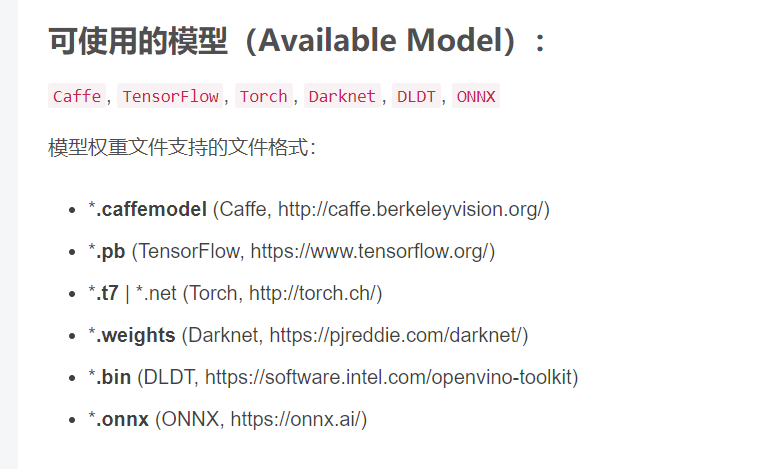 可使用的模型（Available Model）:
Caffe, TensorFlow, Torch, Darknet, DLDT, ONNX
模型权重文件支持的文件格式:
• *.caffemodel (Caffe, http://caffe.berkeleyvision.org/)
• *.pb (TensorFlow, https://www.tensorflow.org/)
• *.t7 | *.net (Torch, http://torch.ch/)
• *.weights (Darknet, https://pjreddie.com/darknet/)
• *.bin (DLDT, https://software.intel.com/openvino-toolkit)
• *.onnx (ONNX, https://onnx.ai/)